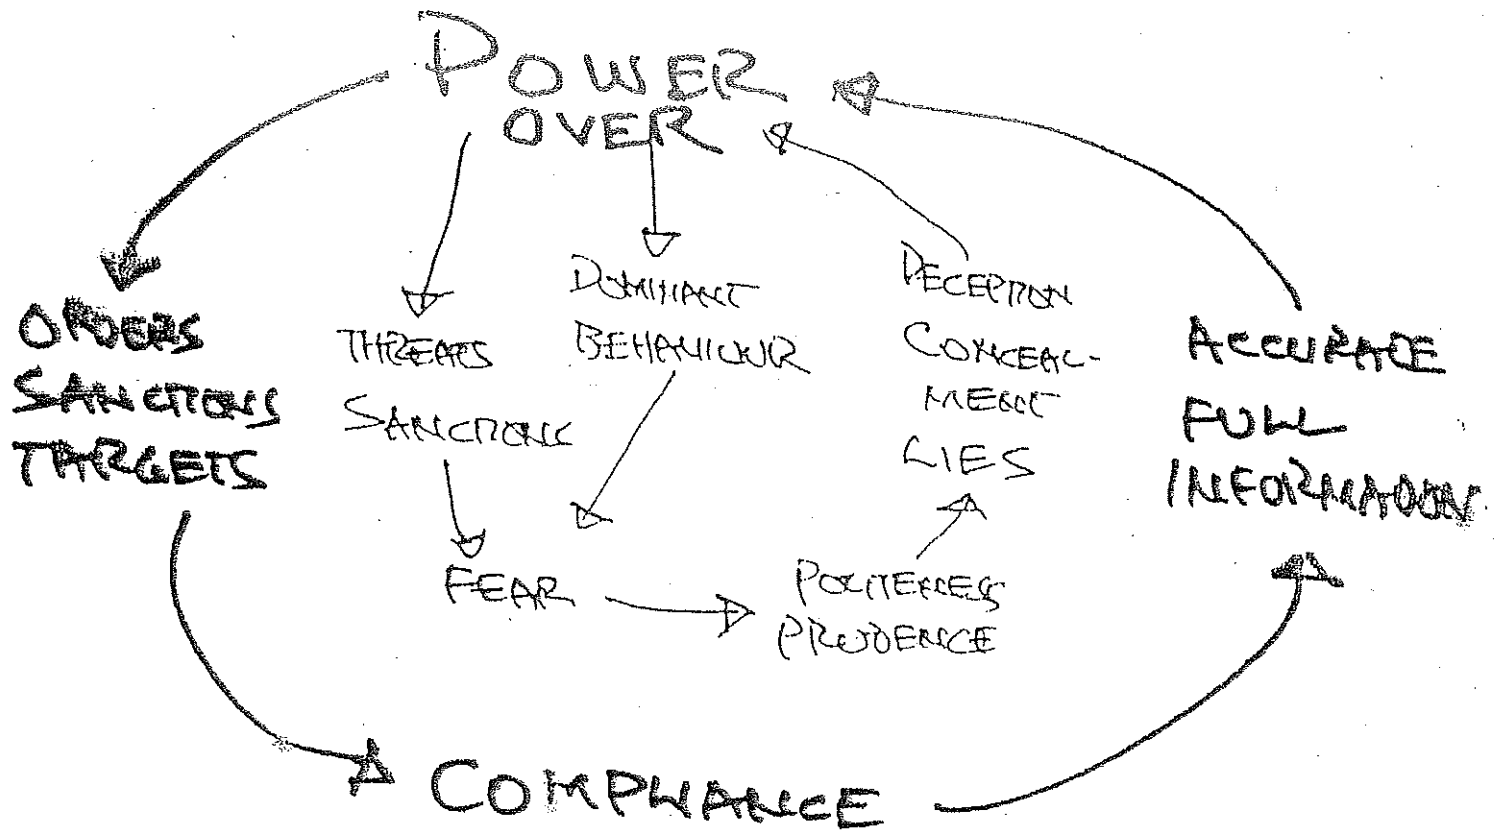 POWER
OVER
ORDERS
SANCTIONS
TARGETS
THREATS
SANCTIONS
DOMINANT
BEHAVIOUR
DECEPTION
CONCEAL-
MENT
LIES
ACCURATE
FULL
INFORMATION
FEAR
POLITENESS
PRUDENCE
COMPLIANCE